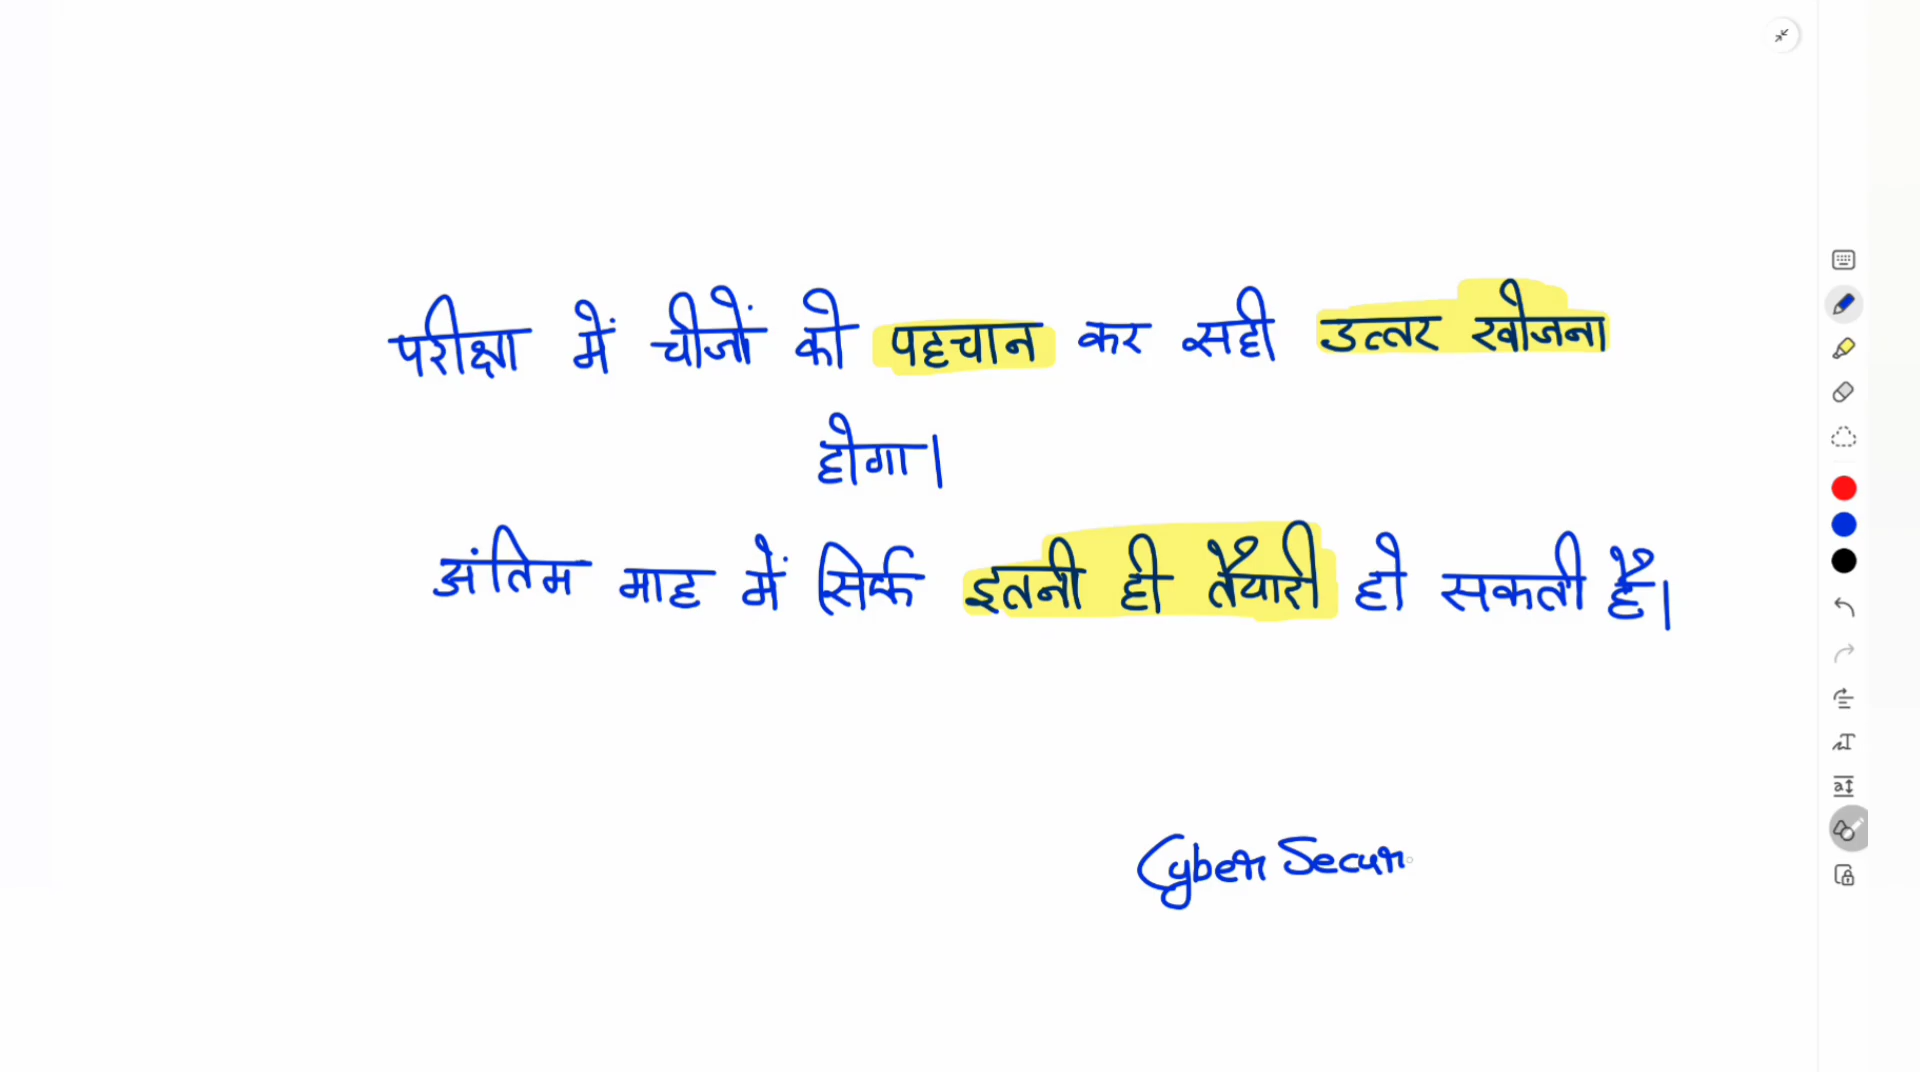 परीक्षा में चीजों को पहचान कर सही उत्तर खोजना
होगा।
अंतिम माह में सिर्फ इतनी ही तैयारी हो सकती है।
Cyber Secur